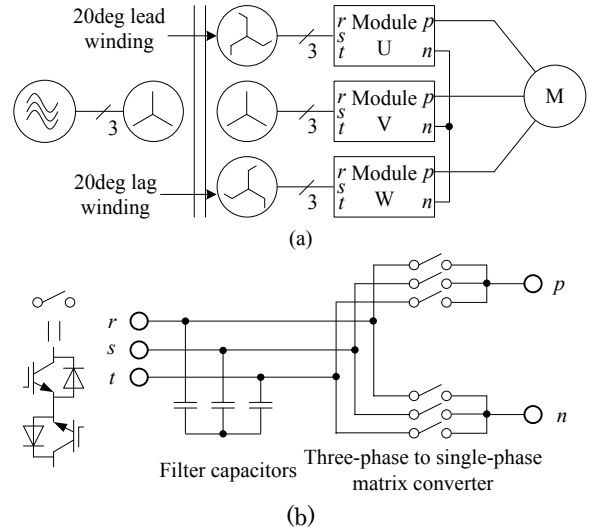 20deg lead
winding
3
r
s
t
Module
U
p
n
3
r
s
t
Module
V
p
n
M
20deg lag
winding
3
r
s
t
Module
W
p
n
(a)
r
s
t
p
n
Filter capacitors
Three-phase to single-phase
matrix converter
(b)